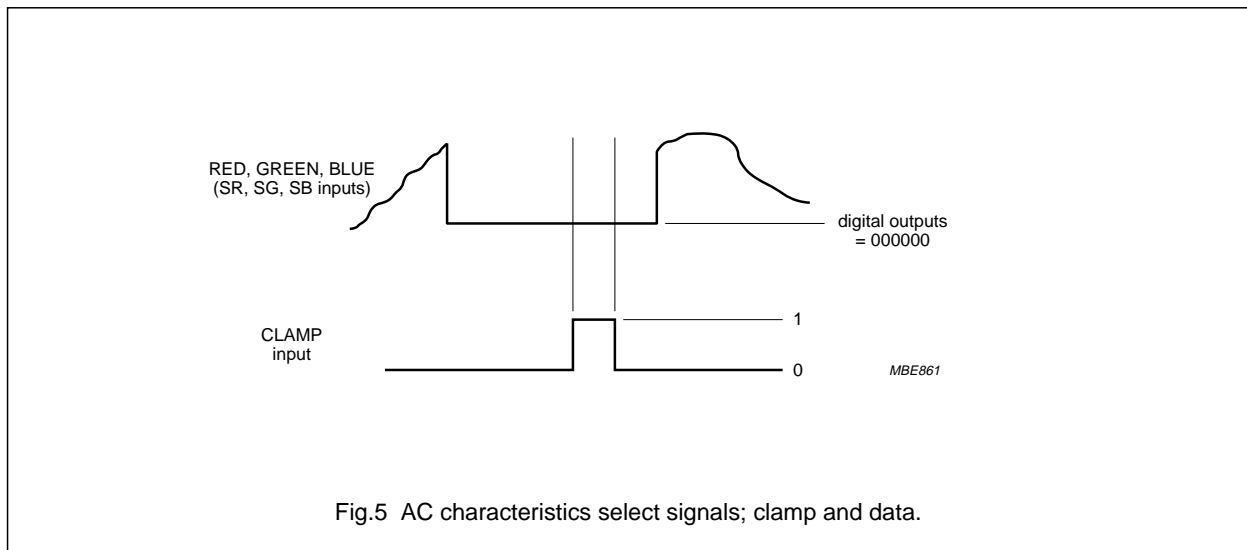 RED, GREEN, BLUE
(SR, SG, SB inputs)
digital outputs
= 000000
CLAMP
input
1
0
MBE861
Fig.5 AC characteristics select signals; clamp and data.